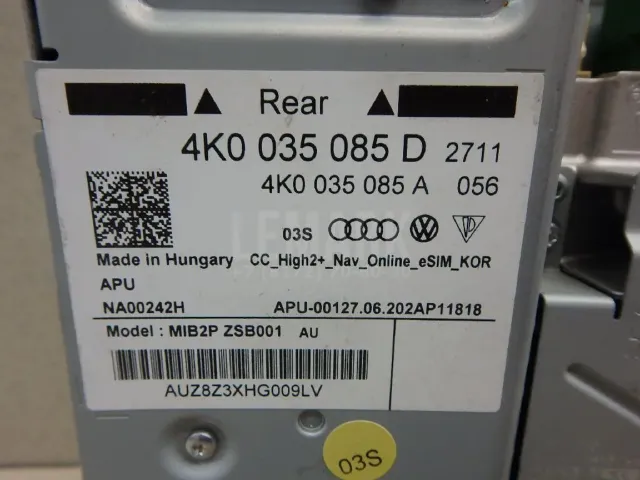 Rear
4K0 035 085 D 2711
4K0 035 085 A 056
03S
Made in Hungary CC_High2+_Nav_Online_eSIM_KOR
APU
NA00242H APU-00127.06.202AP11818
Model : MIB2P ZSB001 AU
AUZ8Z3XHG009LV
03S